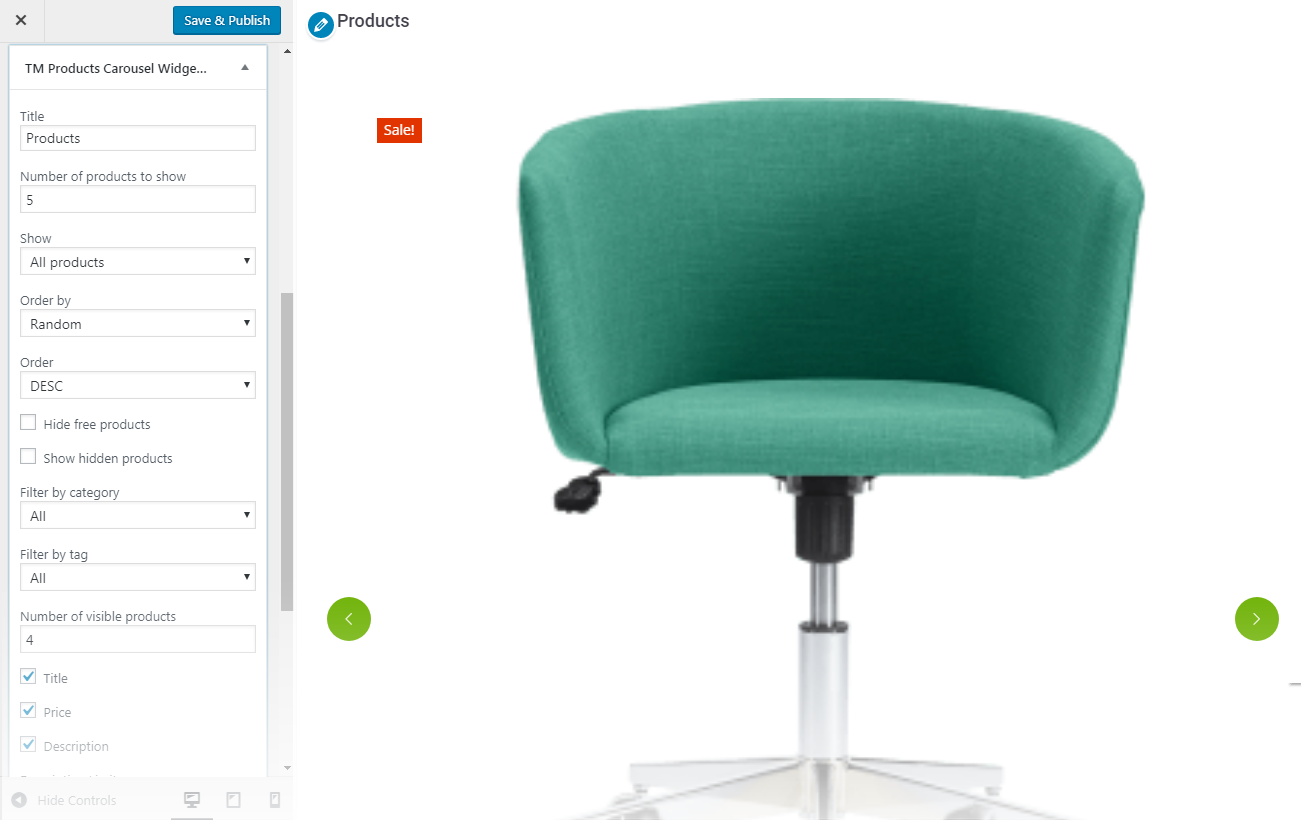 Save & Publish
TM Products Carousel Widge...
Title
Products
Number of products to show
5
Show
All products
Order by
Random
Order
DESC
Hide free products
Show hidden products
Filter by category
All
Filter by tag
All
Number of visible products
4
Title
Price
Description
Hide Controls
Products
Sale!